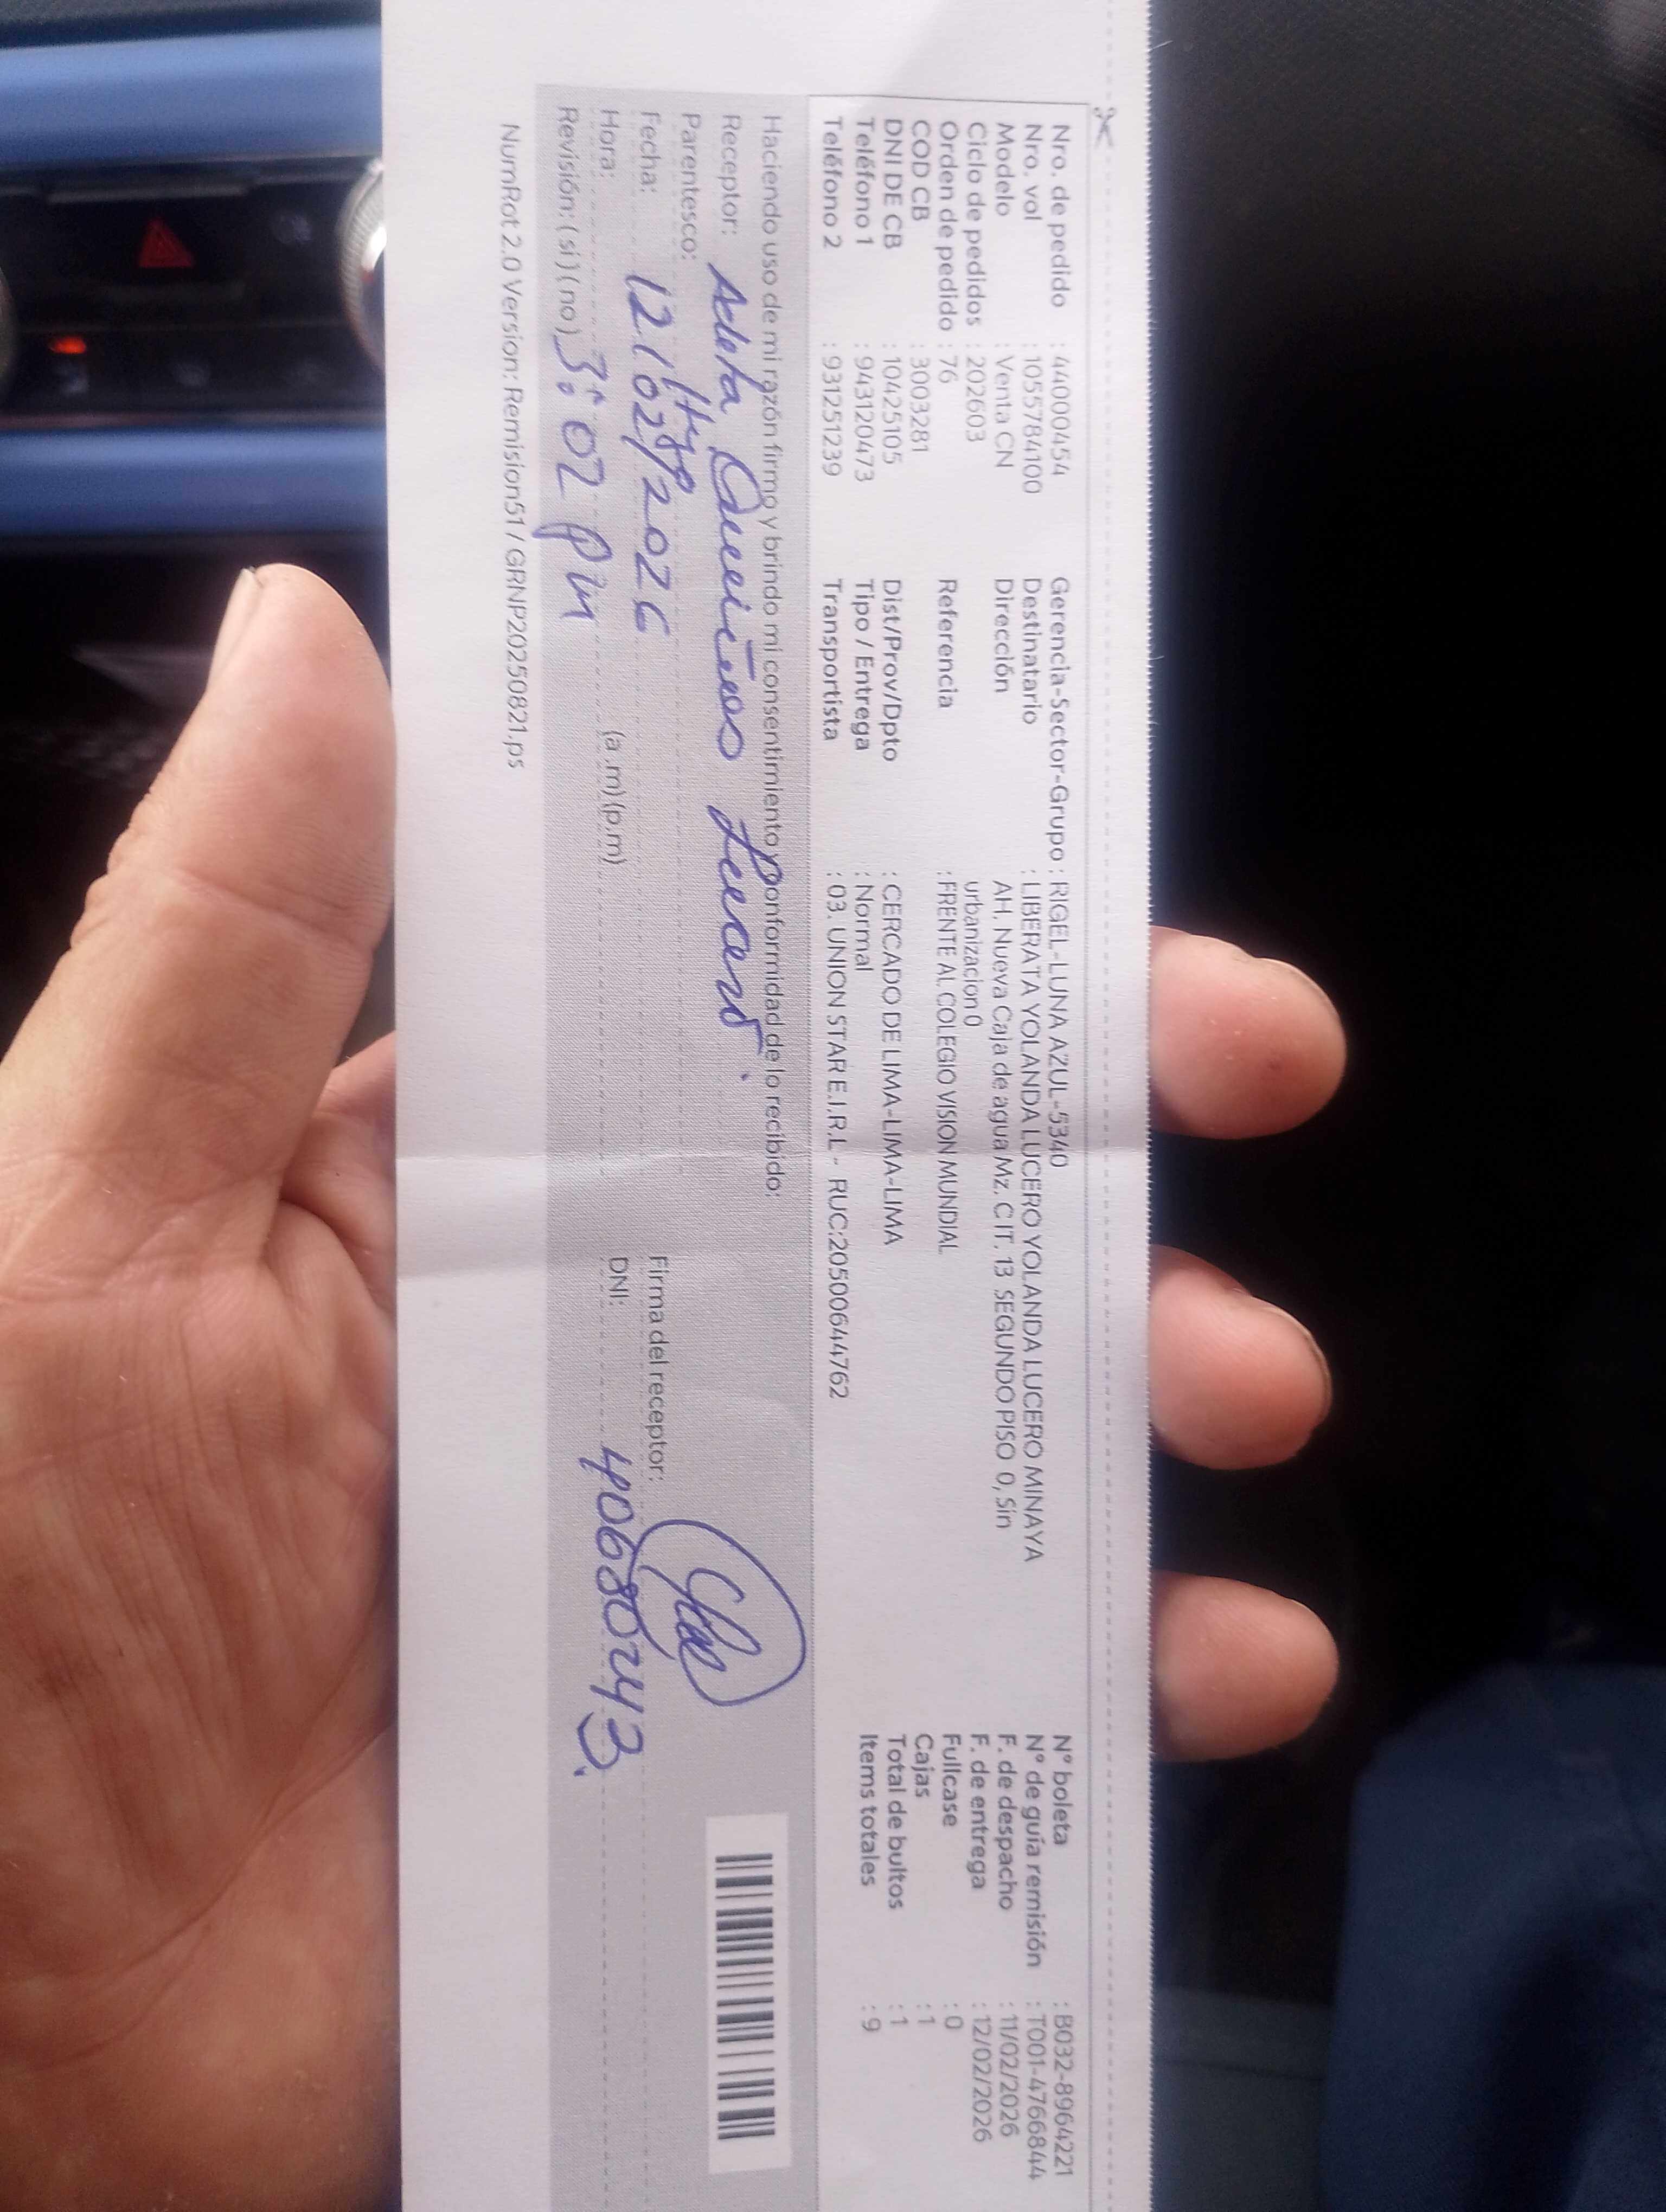 Nro. de pedido : 44000454
Nro. vol : 1055784100
Modelo : Venta CN
Ciclo de pedidos : 202603
Orden de pedido : 76
COD CB : 3003281
DNI DE CB : 10425105
Teléfono 1 : 943120473
Teléfono 2 : 931251239
Gerencia-Sector-Grupo : RIGEL-LUNA AZUL-5340
Destinatario : LIBERATA YOLANDA LUCERO YOLANDA LUCERO MINAYA
Dirección AH. Nueva Caja de agua Mz. C lT. 13 SEGUNDO PISO 0, Sin
urbanizacion 0
Referencia : FRENTE AL COLEGIO VISION MUNDIAL
Dist/Prov/Dpto : CERCADO DE LIMA-LIMA-LIMA
Tipo / Entrega : Normal
Transportista : 03. UNION STAR E.I.R.L - RUC:20500644762
N° boleta : B032-8964221
N° de guía remisión : T001-4766844
F. de despacho : 11/02/2026
F. de entrega : 12/02/2026
Fullcase : 0
Cajas : 1
Total de bultos : 1
Items totales : 9
Haciendo uso de mi razón firmo y brindo mi consentimiento y conformidad de lo recibido:
Receptor:
Parentesco:
Fecha: 12/02/2026
Hora: 3:02 pm (a .m)(p.m)
Revisión: (si) (no)
Firma del receptor:
DNI: 40680243
NumRot 2.0 Version: Remision51 / GRNP20250821.ps